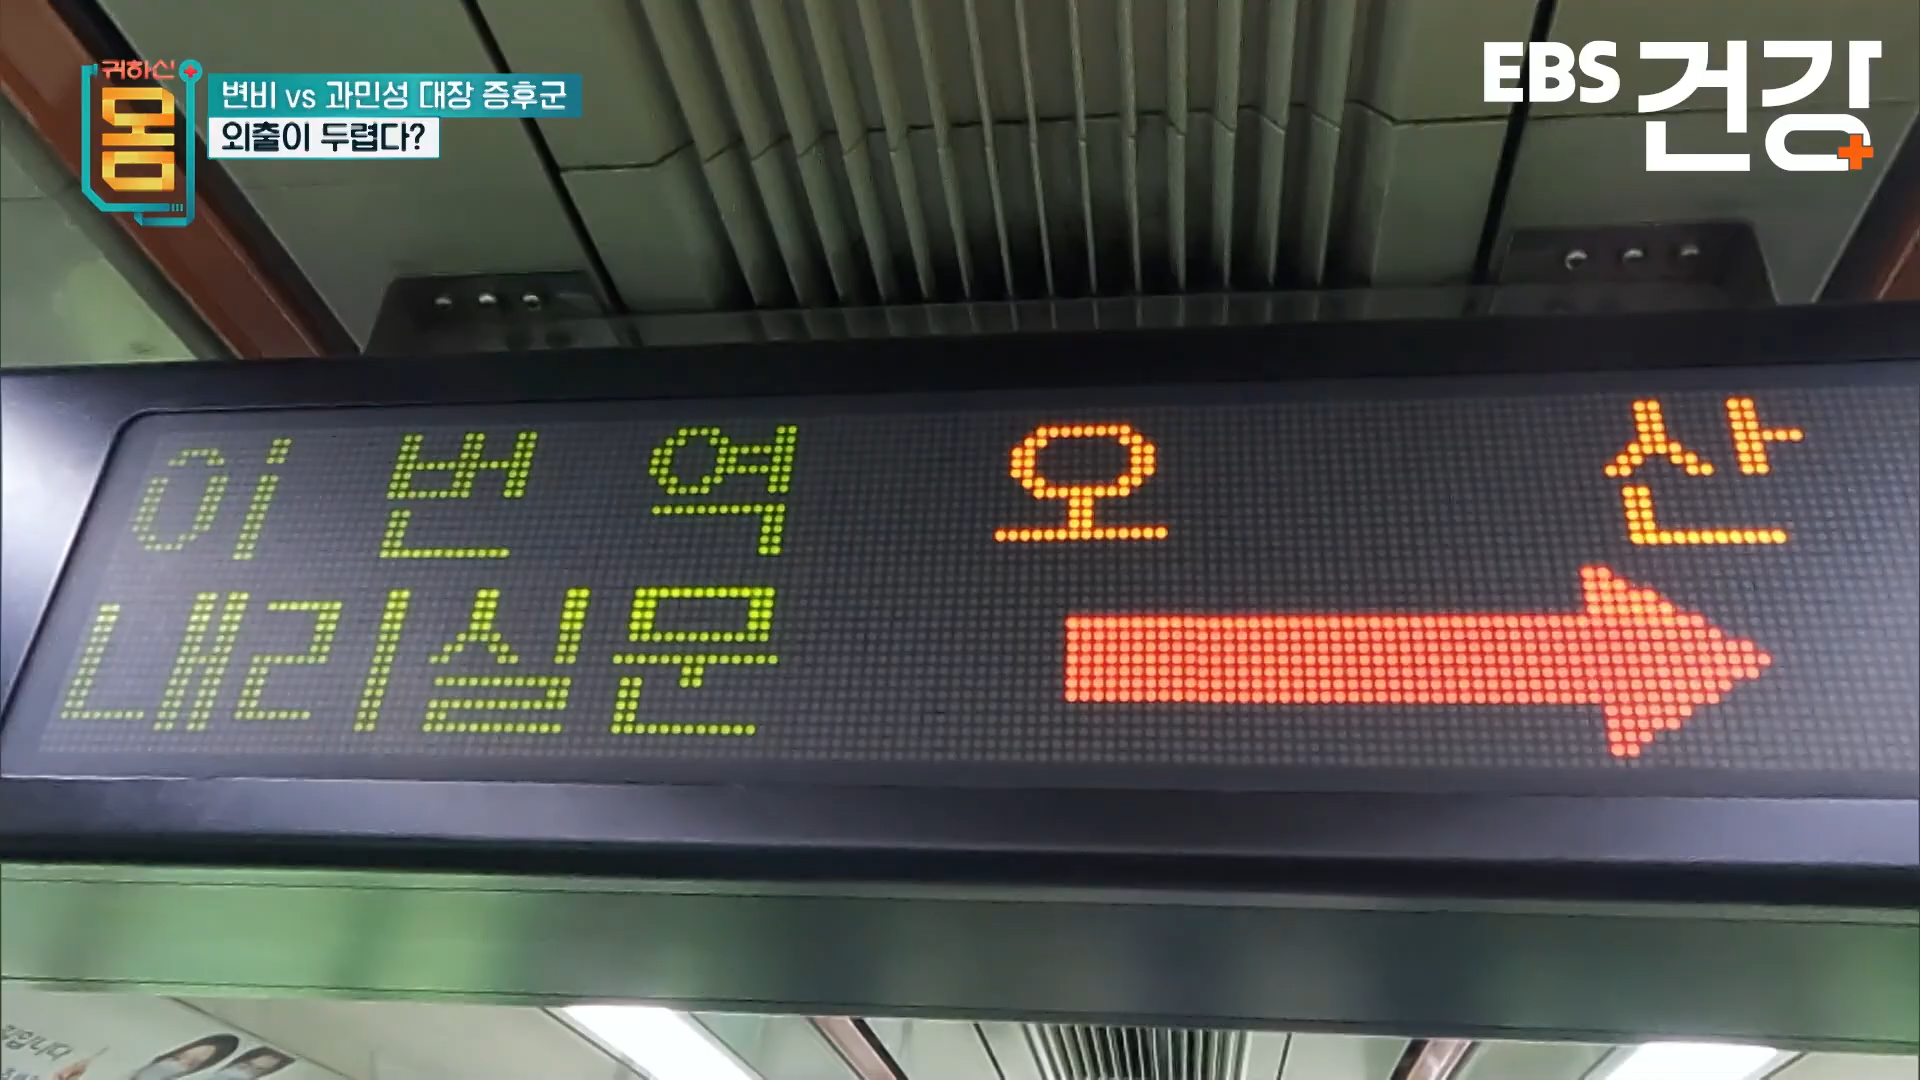 귀하신
몸
변비 vs 과민성 대장 증후군
외출이 두렵다?
EBS 건강
이번역 오산
내리실문